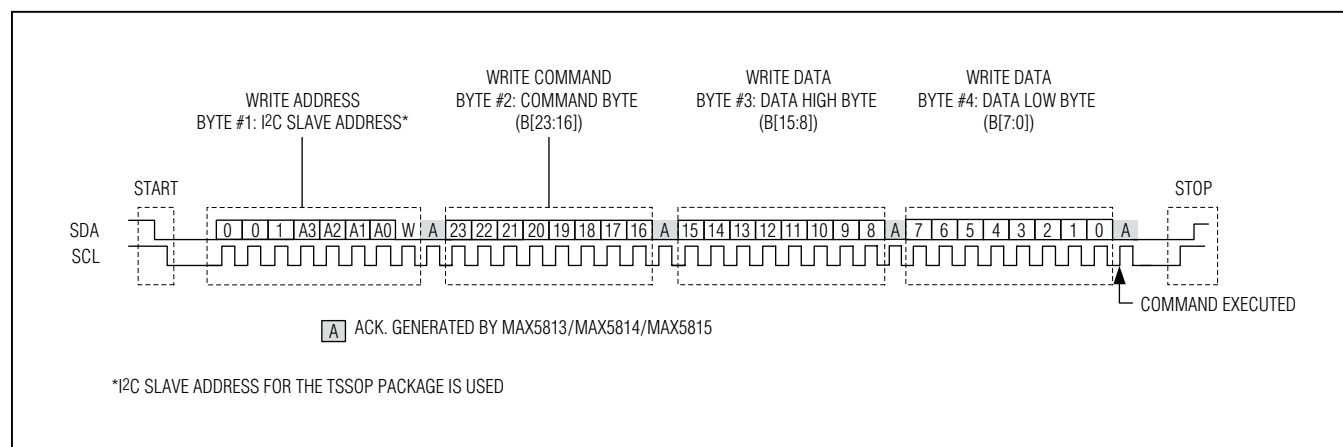 WRITE ADDRESS
BYTE #1: I²C SLAVE ADDRESS*
WRITE COMMAND
BYTE #2: COMMAND BYTE
(B[23:16])
WRITE DATA
BYTE #3: DATA HIGH BYTE
(B[15:8])
WRITE DATA
BYTE #4: DATA LOW BYTE
(B[7:0])
START
STOP
SDA
0 0 1 A3 A2 A1 A0 W A 23 22 21 20 19 18 17 16 A 15 14 13 12 11 10 9 8 A 7 6 5 4 3 2 1 0 A
SCL
COMMAND EXECUTED
A ACK. GENERATED BY MAX5813/MAX5814/MAX5815
*I²C SLAVE ADDRESS FOR THE TSSOP PACKAGE IS USED